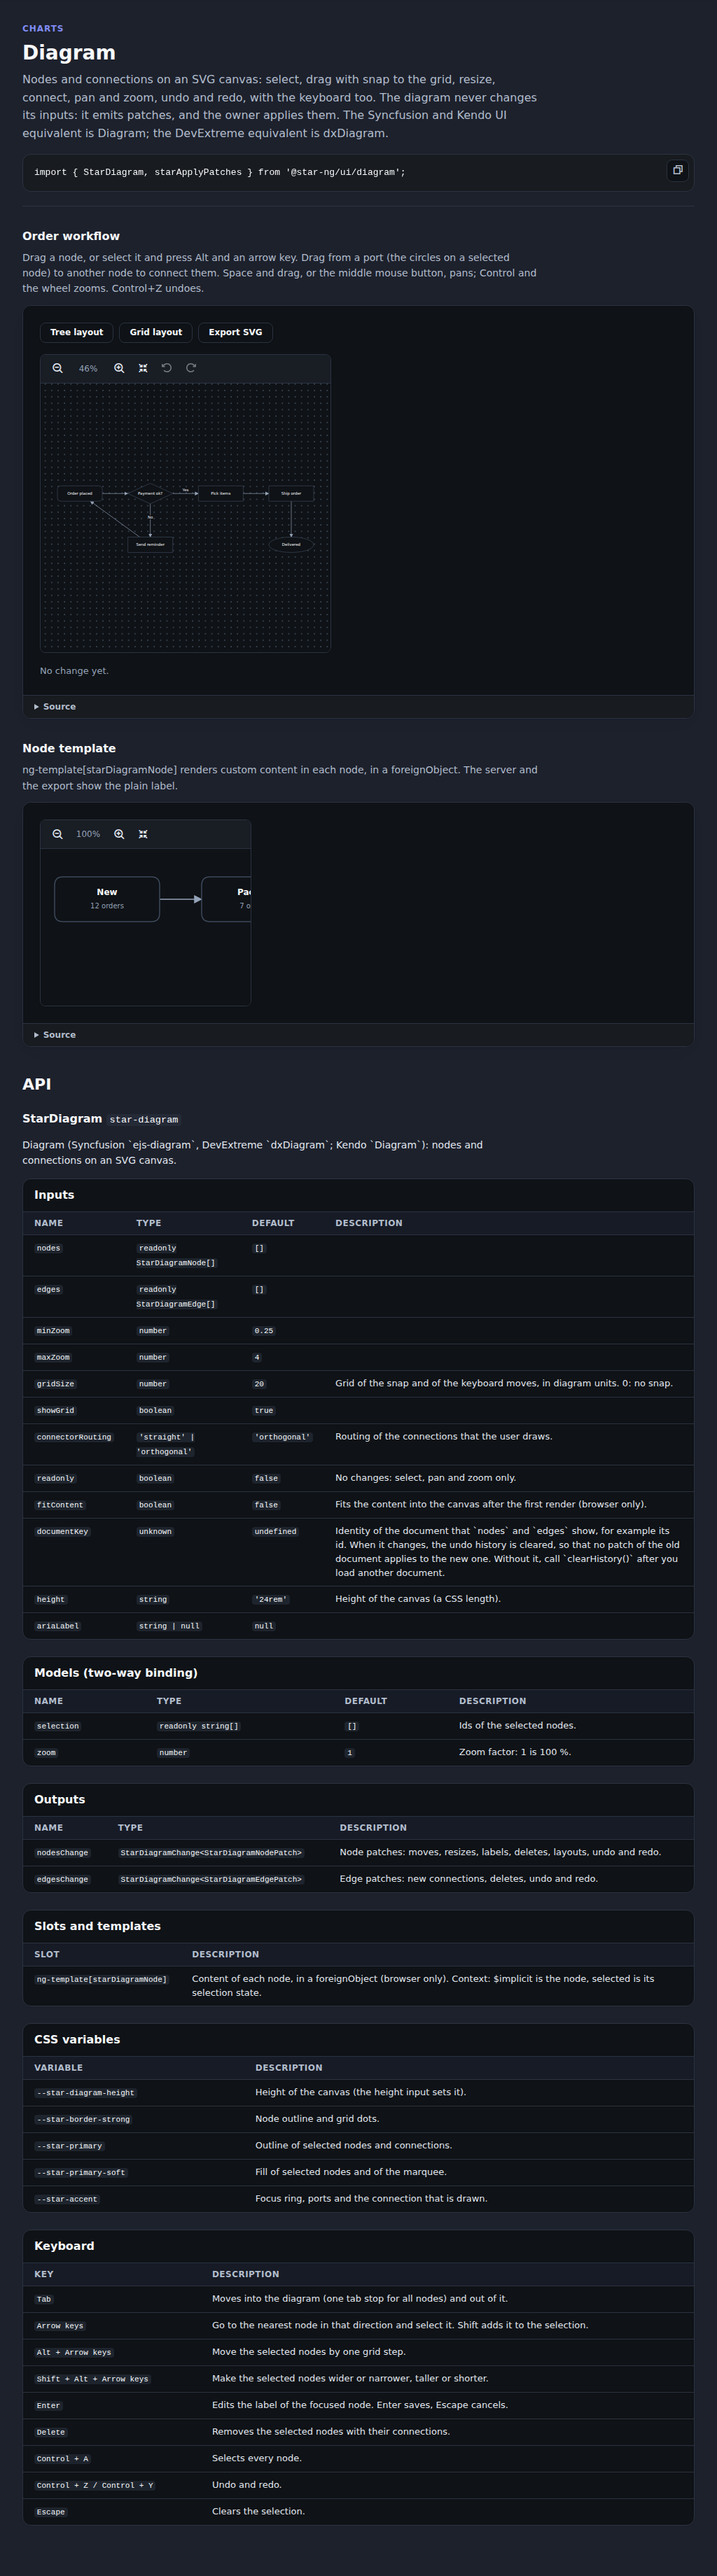 CHARTS
Diagram
Nodes and connections on an SVG canvas: select, drag with snap to the grid, resize,
connect, pan and zoom, undo and redo, with the keyboard too. The diagram never changes
its inputs: it emits patches, and the owner applies them. The Syncfusion and Kendo UI
equivalent is Diagram; the DevExtreme equivalent is dxDiagram.
import { StarDiagram, starApplyPatches } from '@star-ng/ui/diagram';
Order workflow
Drag a node, or select it and press Alt and an arrow key. Drag from a port (the circles on a selected
node) to another node to connect them. Space and drag, or the middle mouse button, pans; Control and
the wheel zooms. Control+Z undoes.
Tree layout Grid layout Export SVG
46%
Order placed Payment ok? Yes Pick items Ship order
No
Send reminder Delivered
No change yet.
Source
Node template
ng-template[starDiagramNode] renders custom content in each node, in a foreignObject. The server and
the export show the plain label.
100%
New Pac
12 orders 7 o
Source
API
StarDiagram star-diagram
Diagram (Syncfusion `ejs-diagram`, DevExtreme `dxDiagram`; Kendo `Diagram`): nodes and
connections on an SVG canvas.
Inputs
NAME TYPE DEFAULT DESCRIPTION
nodes readonly StarDiagramNode[] []
edges readonly StarDiagramEdge[] []
minZoom number 0.25
maxZoom number 4
gridSize number 20 Grid of the snap and of the keyboard moves, in diagram units. 0: no snap.
showGrid boolean true
connectorRouting 'straight' | 'orthogonal' 'orthogonal' Routing of the connections that the user draws.
readonly boolean false No changes: select, pan and zoom only.
fitContent boolean false Fits the content into the canvas after the first render (browser only).
documentKey unknown undefined Identity of the document that `nodes` and `edges` show, for example its
id. When it changes, the undo history is cleared, so that no patch of the old
document applies to the new one. Without it, call `clearHistory()` after you
load another document.
height string '24rem' Height of the canvas (a CSS length).
ariaLabel string | null null
Models (two-way binding)
NAME TYPE DEFAULT DESCRIPTION
selection readonly string[] [] Ids of the selected nodes.
zoom number 1 Zoom factor: 1 is 100 %.
Outputs
NAME TYPE DESCRIPTION
nodesChange StarDiagramChange<StarDiagramNodePatch> Node patches: moves, resizes, labels, deletes, layouts, undo and redo.
edgesChange StarDiagramChange<StarDiagramEdgePatch> Edge patches: new connections, deletes, undo and redo.
Slots and templates
SLOT DESCRIPTION
ng-template[starDiagramNode] Content of each node, in a foreignObject (browser only). Context: $implicit is the node, selected is its
selection state.
CSS variables
VARIABLE DESCRIPTION
--star-diagram-height Height of the canvas (the height input sets it).
--star-border-strong Node outline and grid dots.
--star-primary Outline of selected nodes and connections.
--star-primary-soft Fill of selected nodes and of the marquee.
--star-accent Focus ring, ports and the connection that is drawn.
Keyboard
KEY DESCRIPTION
Tab Moves into the diagram (one tab stop for all nodes) and out of it.
Arrow keys Go to the nearest node in that direction and select it. Shift adds it to the selection.
Alt + Arrow keys Move the selected nodes by one grid step.
Shift + Alt + Arrow keys Make the selected nodes wider or narrower, taller or shorter.
Enter Edits the label of the focused node. Enter saves, Escape cancels.
Delete Removes the selected nodes with their connections.
Control + A Selects every node.
Control + Z / Control + Y Undo and redo.
Escape Clears the selection.